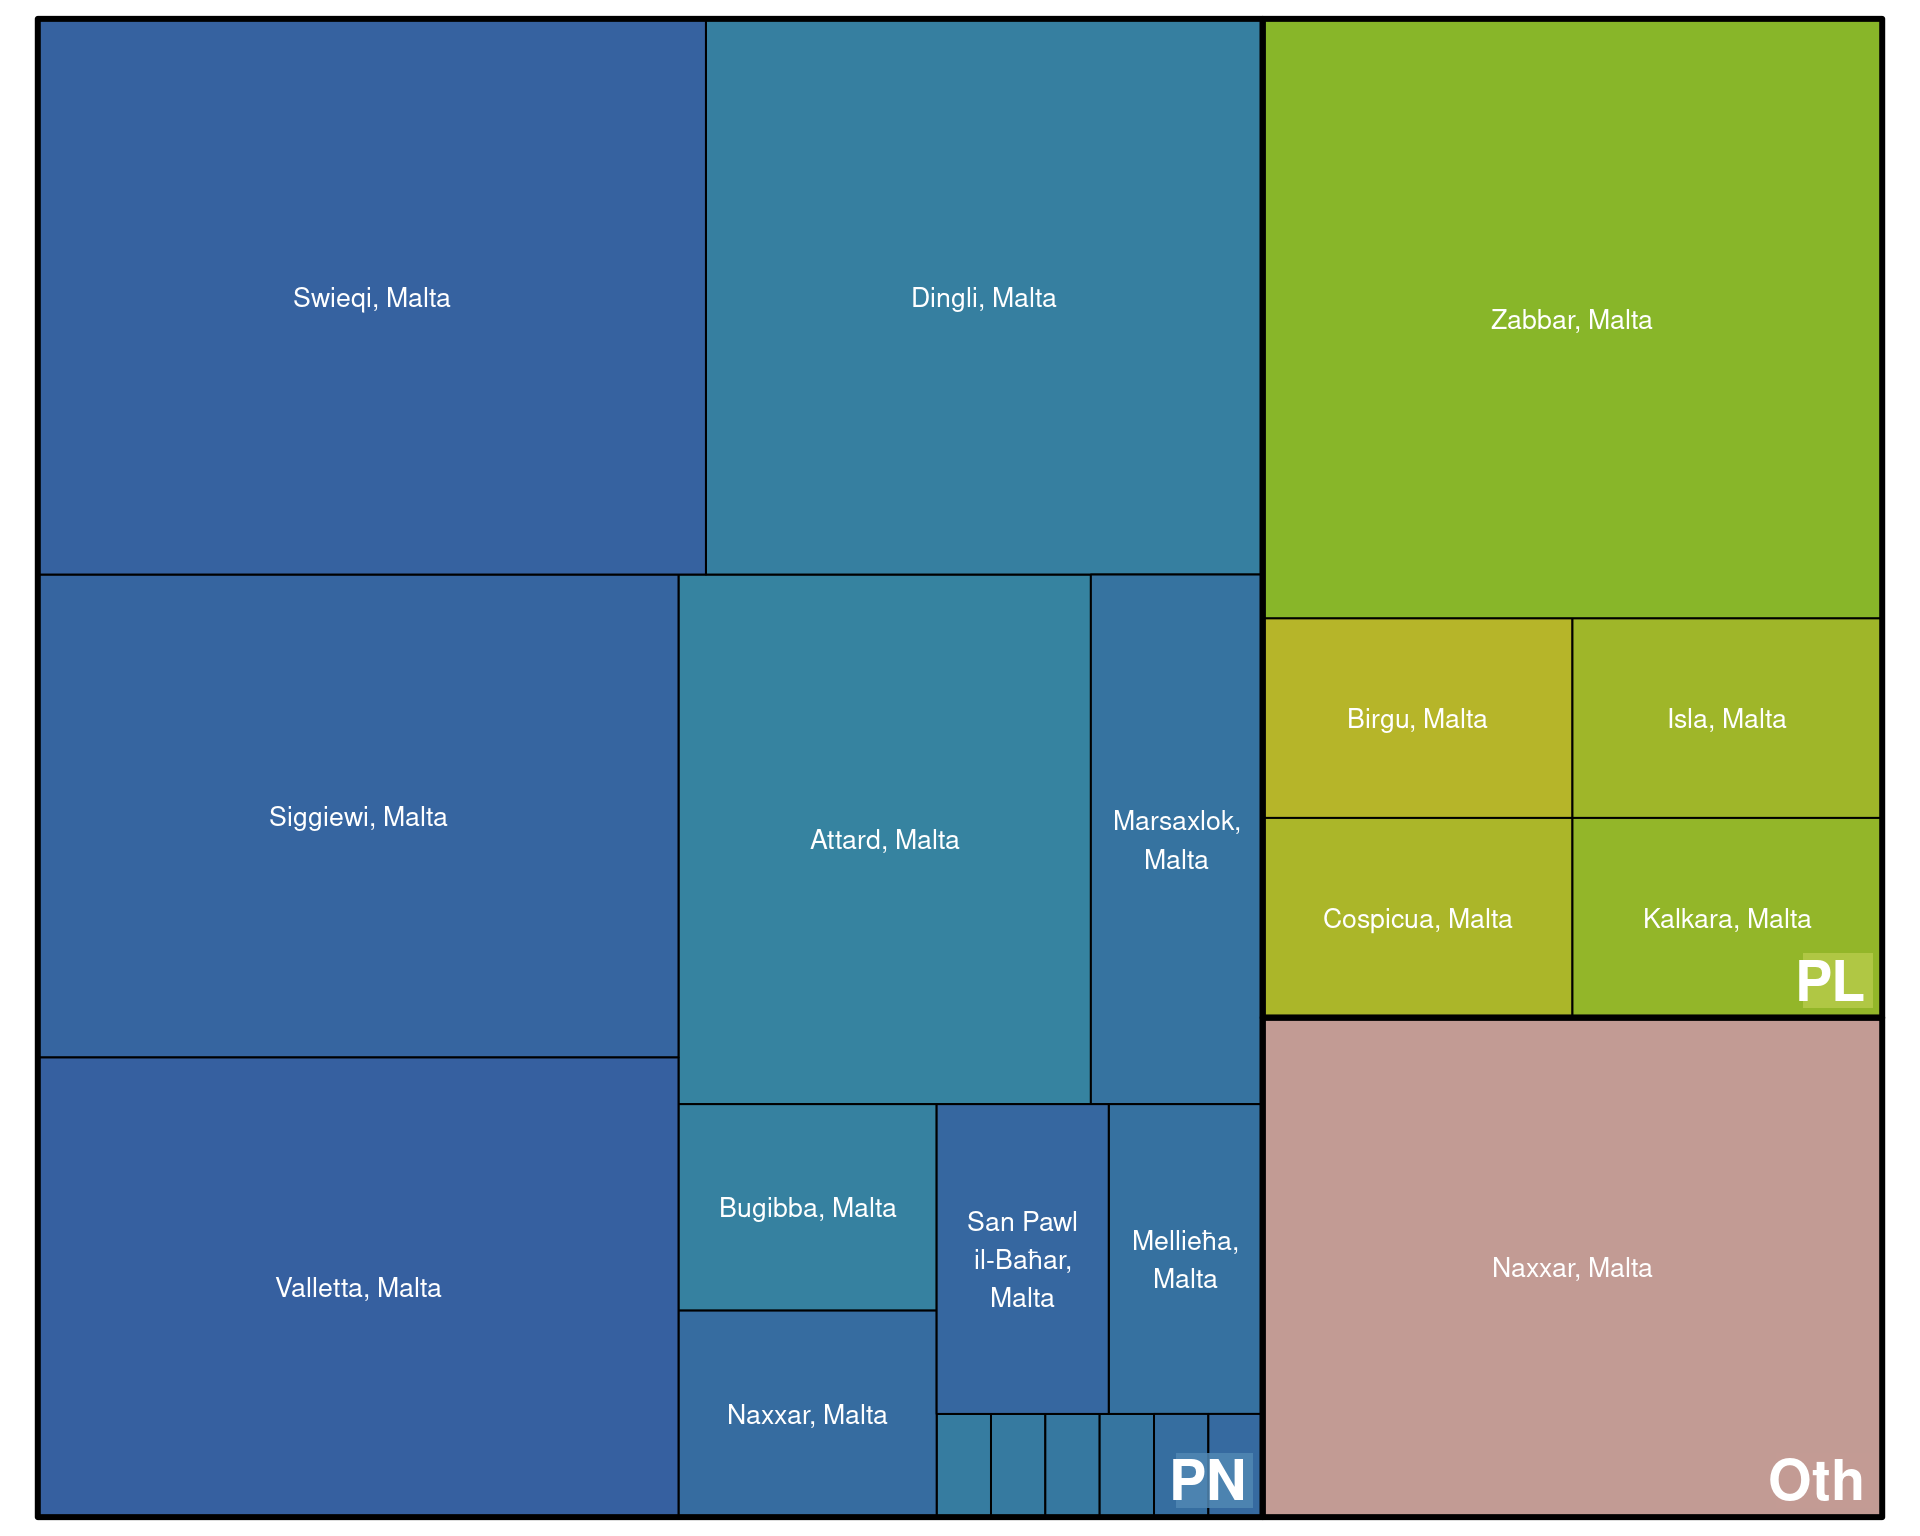 Swieqi, Malta
Dingli, Malta
Zabbar, Malta
Birgu, Malta
Isla, Malta
Siggiewi, Malta
Attard, Malta
Marsaxlok,
Malta
Cospicua, Malta
Kalkara, Malta
PL
Bugibba, Malta
San Pawl
il-Baħar,
Malta
Mellieħa,
Malta
Valletta, Malta
Naxxar, Malta
Naxxar, Malta
PN
Oth